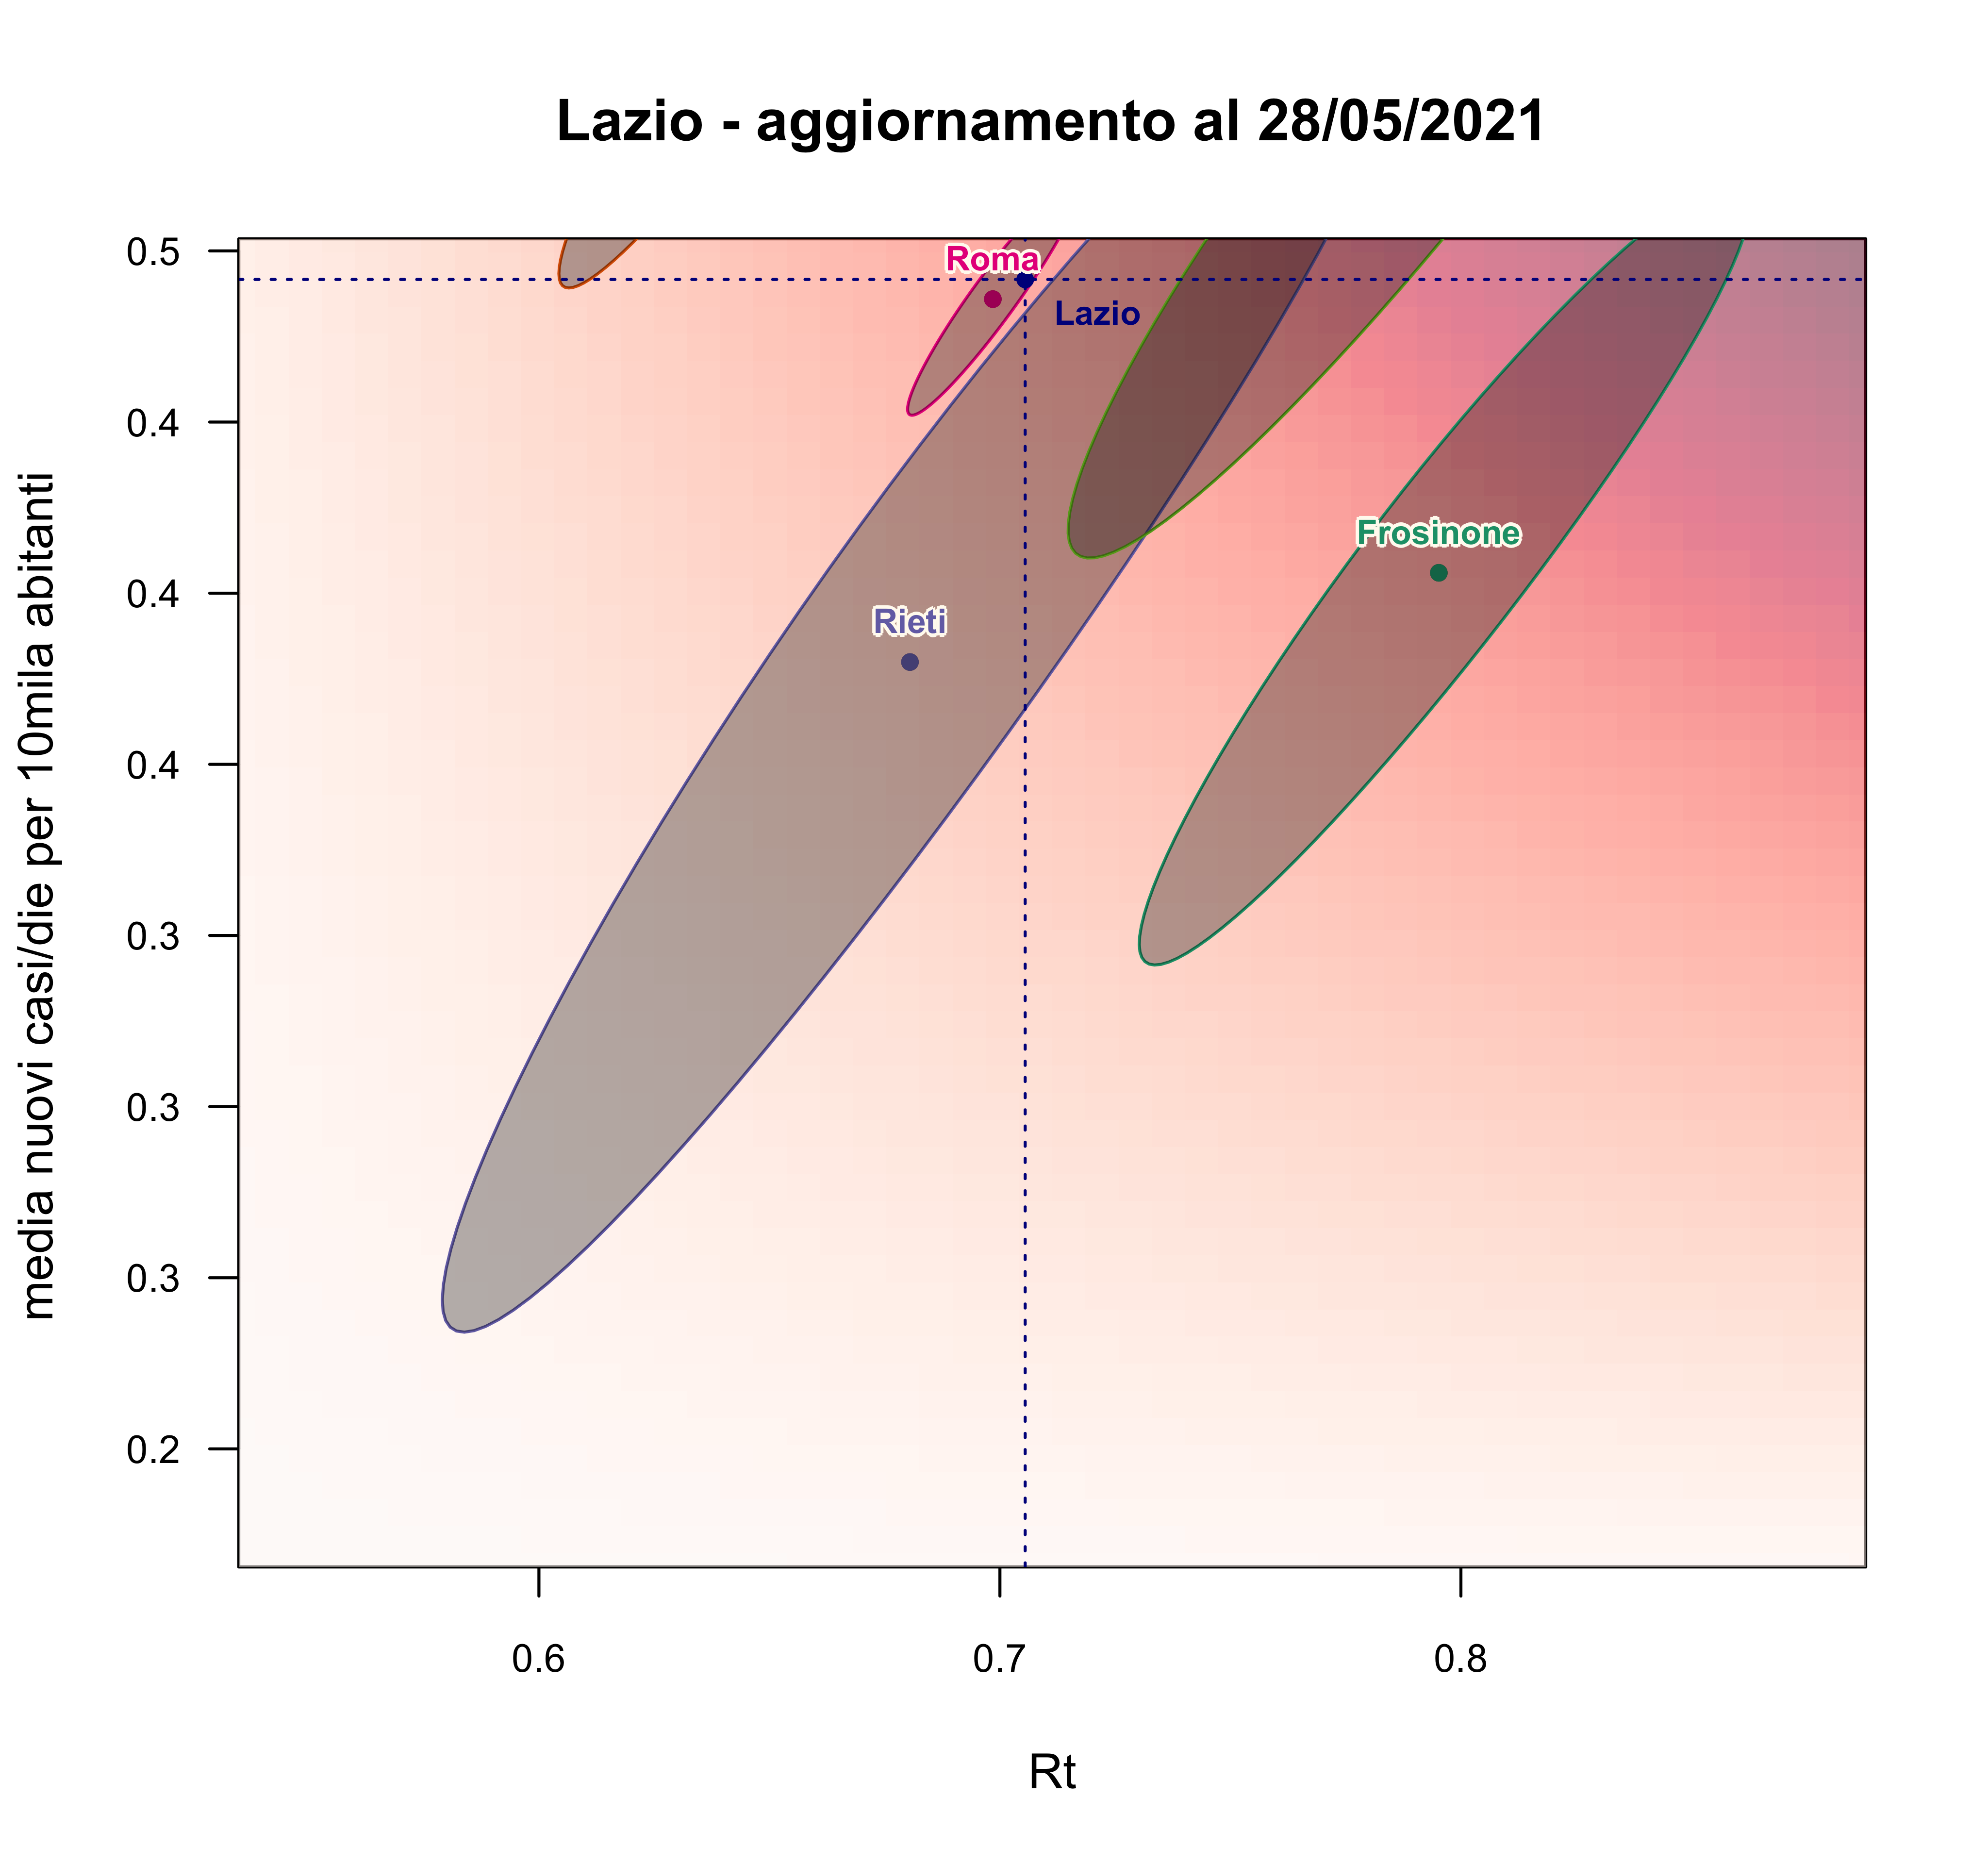 Lazio - aggiornamento al 28/05/2021
media nuovi casi/die per 10mila abitanti
0.5
0.4
0.4
0.4
0.3
0.3
0.3
0.2
Roma
Lazio
Frosinone
Rieti
0.6
0.7
0.8
Rt